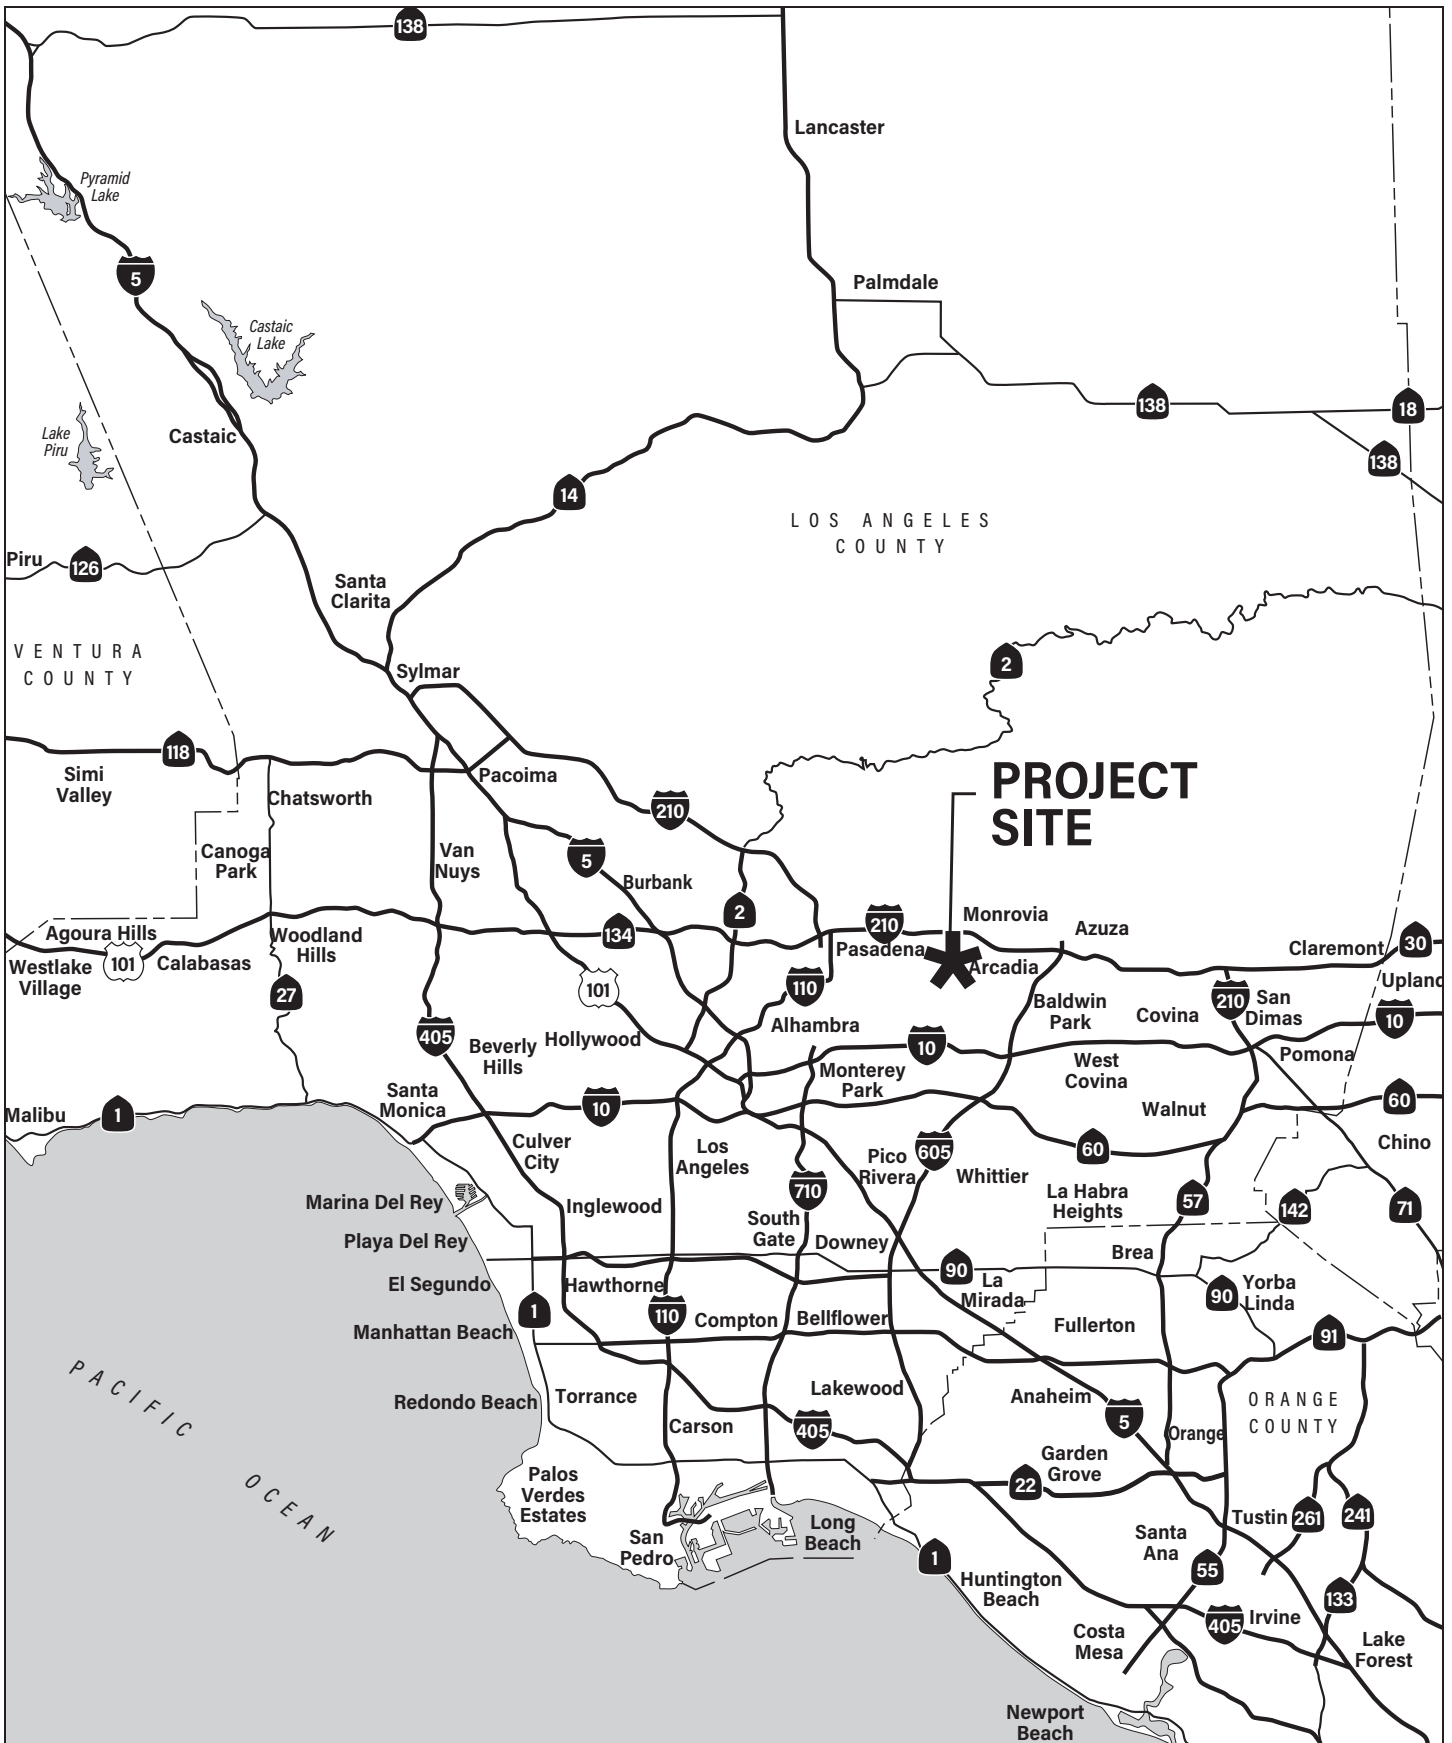 138
Lancaster
Pyramid
Lake
5
Palmdale
Castaic
Lake
138
18
Lake
Piru
Castaic
138
14
LOS ANGELES
COUNTY
Piru
126
Santa
Clarita
VENTURA
COUNTY
2
Sylmar
118
Simi
Valley
Pacoima
PROJECT
SITE
Chatsworth
210
Canoga
Park
Van
Nuys
5
Burbank
2
Monrovia
Azuza
210
134
Agoura Hills
Woodland
Hills
Pasadena
Arcadia
Claremont
30
Westlake
Village
101
Calabasas
Upland
27
101
110
Baldwin
Park
Covina
210
San
Dimas
10
405
Beverly
Hills
Hollywood
Alhambra
10
Monterey
Park
West
Covina
Pomona
Malibu
1
Santa
Monica
10
Walnut
60
Culver
City
Los
Angeles
Pico
Rivera
605
Whittier
60
Chino
Marina Del Rey
Inglewood
710
La Habra
Heights
57
142
71
South
Gate
Downey
Playa Del Rey
Brea
El Segundo
Hawthorne
90
La
Mirada
90
Yorba
Linda
1
110
Compton
Bellflower
Fullerton
91
Manhattan Beach
PACIFIC
OCEAN
Redondo Beach
Torrance
Lakewood
Anaheim
ORANGE
COUNTY
Carson
405
5
Orange
Garden
Grove
22
Palos
Verdes
Estates
San
Pedro
Long
Beach
Tustin
261
241
Santa
Ana
1
55
Huntington
Beach
133
405
Irvine
Costa
Mesa
Lake
Forest
Newport
Beach